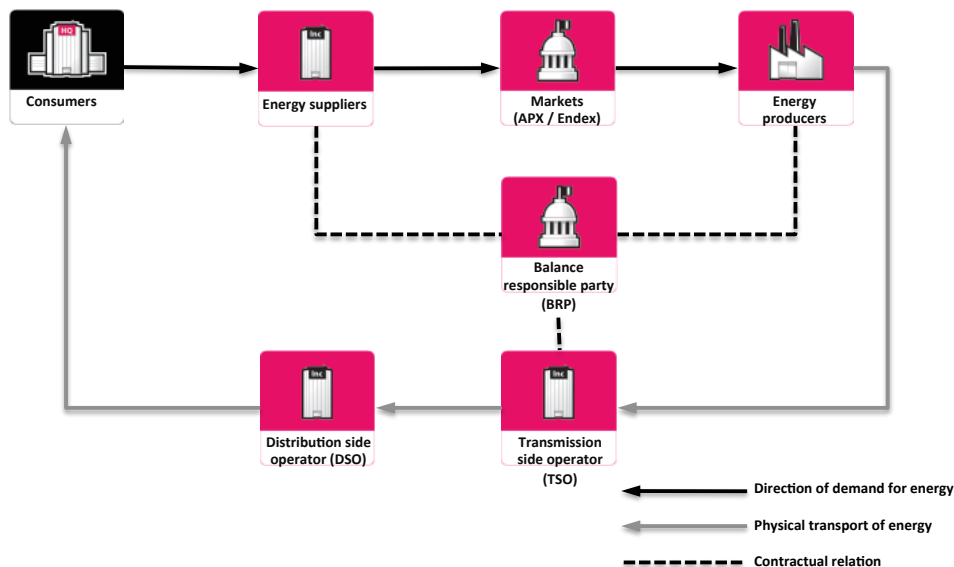 HQ
Inc
Consumers
Energy suppliers
Markets
(APX / Endex)
Energy
producers
Balance
responsible party
(BRP)
Inc
Inc
Distribution side
operator (DSO)
Transmission
side operator
(TSO)
Direction of demand for energy
Physical transport of energy
Contractual relation